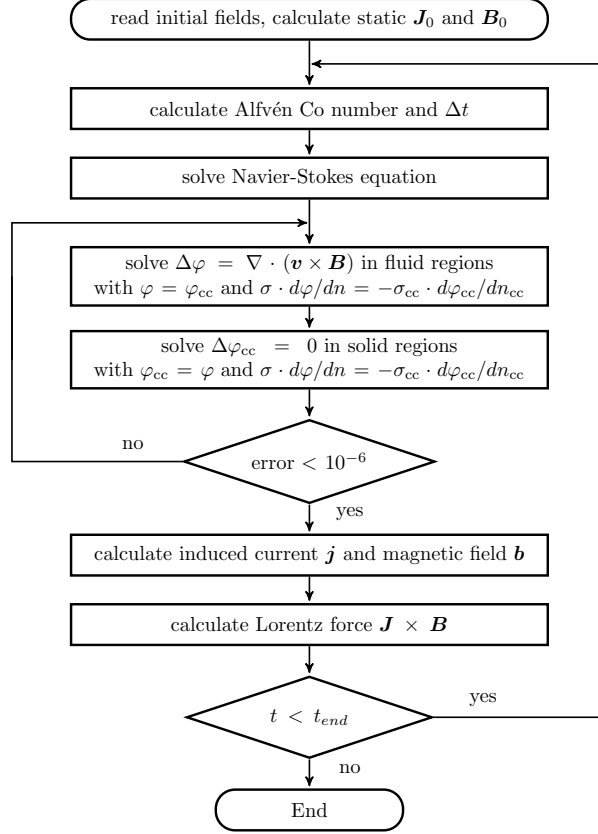 read initial fields, calculate static J₀ and B₀
calculate Alfvén Co number and Δt
solve Navier-Stokes equation
solve Δφ = ∇ · (v × B) in fluid regions
with φ = φcc and σ · dφ/dn = −σcc · dφcc/dncc
solve Δφcc = 0 in solid regions
with φcc = φ and σ · dφ/dn = −σcc · dφcc/dncc
no
error < 10⁻⁶
yes
calculate induced current j and magnetic field b
calculate Lorentz force J × B
yes
t < tend
no
End